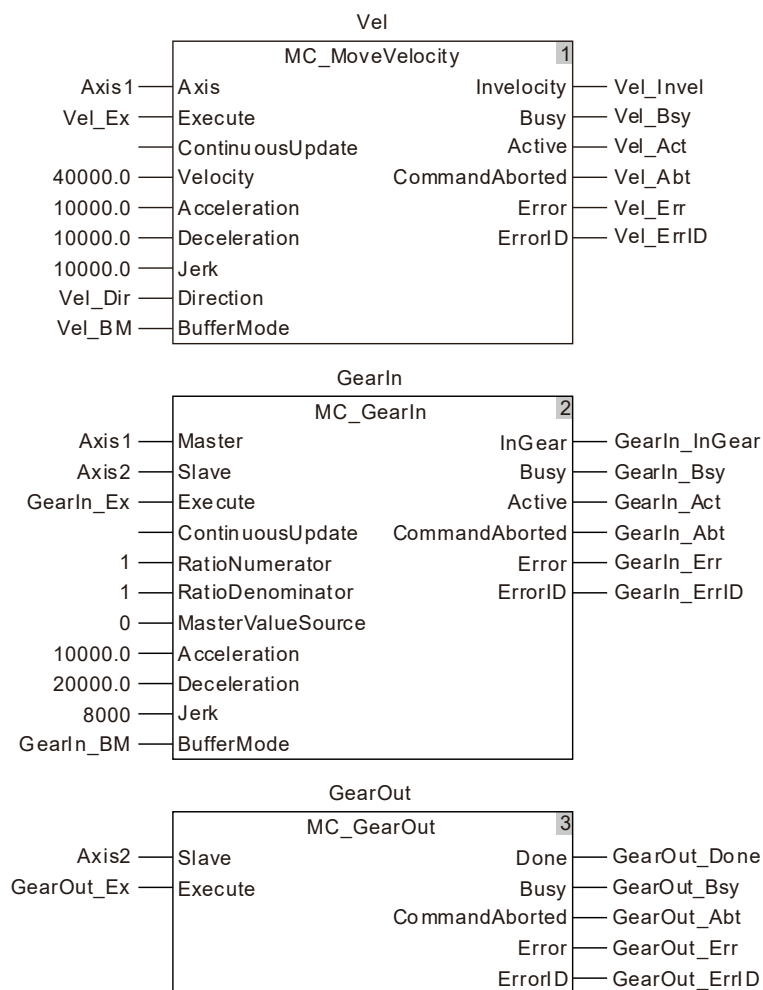 Vel
MC_MoveVelocity 1
Axis1 Axis Invelocity Vel_Invel
Vel_Ex Execute Busy Vel_Bsy
ContinuousUpdate Active Vel_Act
40000.0 Velocity CommandAborted Vel_Abt
10000.0 Acceleration Error Vel_Err
10000.0 Deceleration ErrorID Vel_ErrID
10000.0 Jerk
Vel_Dir Direction
Vel_BM BufferMode
GearIn
MC_GearIn 2
Axis1 Master InGear GearIn_InGear
Axis2 Slave Busy GearIn_Bsy
GearIn_Ex Execute Active GearIn_Act
ContinuousUpdate CommandAborted GearIn_Abt
1 RatioNumerator Error GearIn_Err
1 RatioDenominator ErrorID GearIn_ErrID
0 MasterValueSource
10000.0 Acceleration
20000.0 Deceleration
8000 Jerk
GearIn_BM BufferMode
GearOut
MC_GearOut 3
Axis2 Slave Done GearOut_Done
GearOut_Ex Execute Busy GearOut_Bsy
CommandAborted GearOut_Abt
Error GearOut_Err
ErrorID GearOut_ErrID